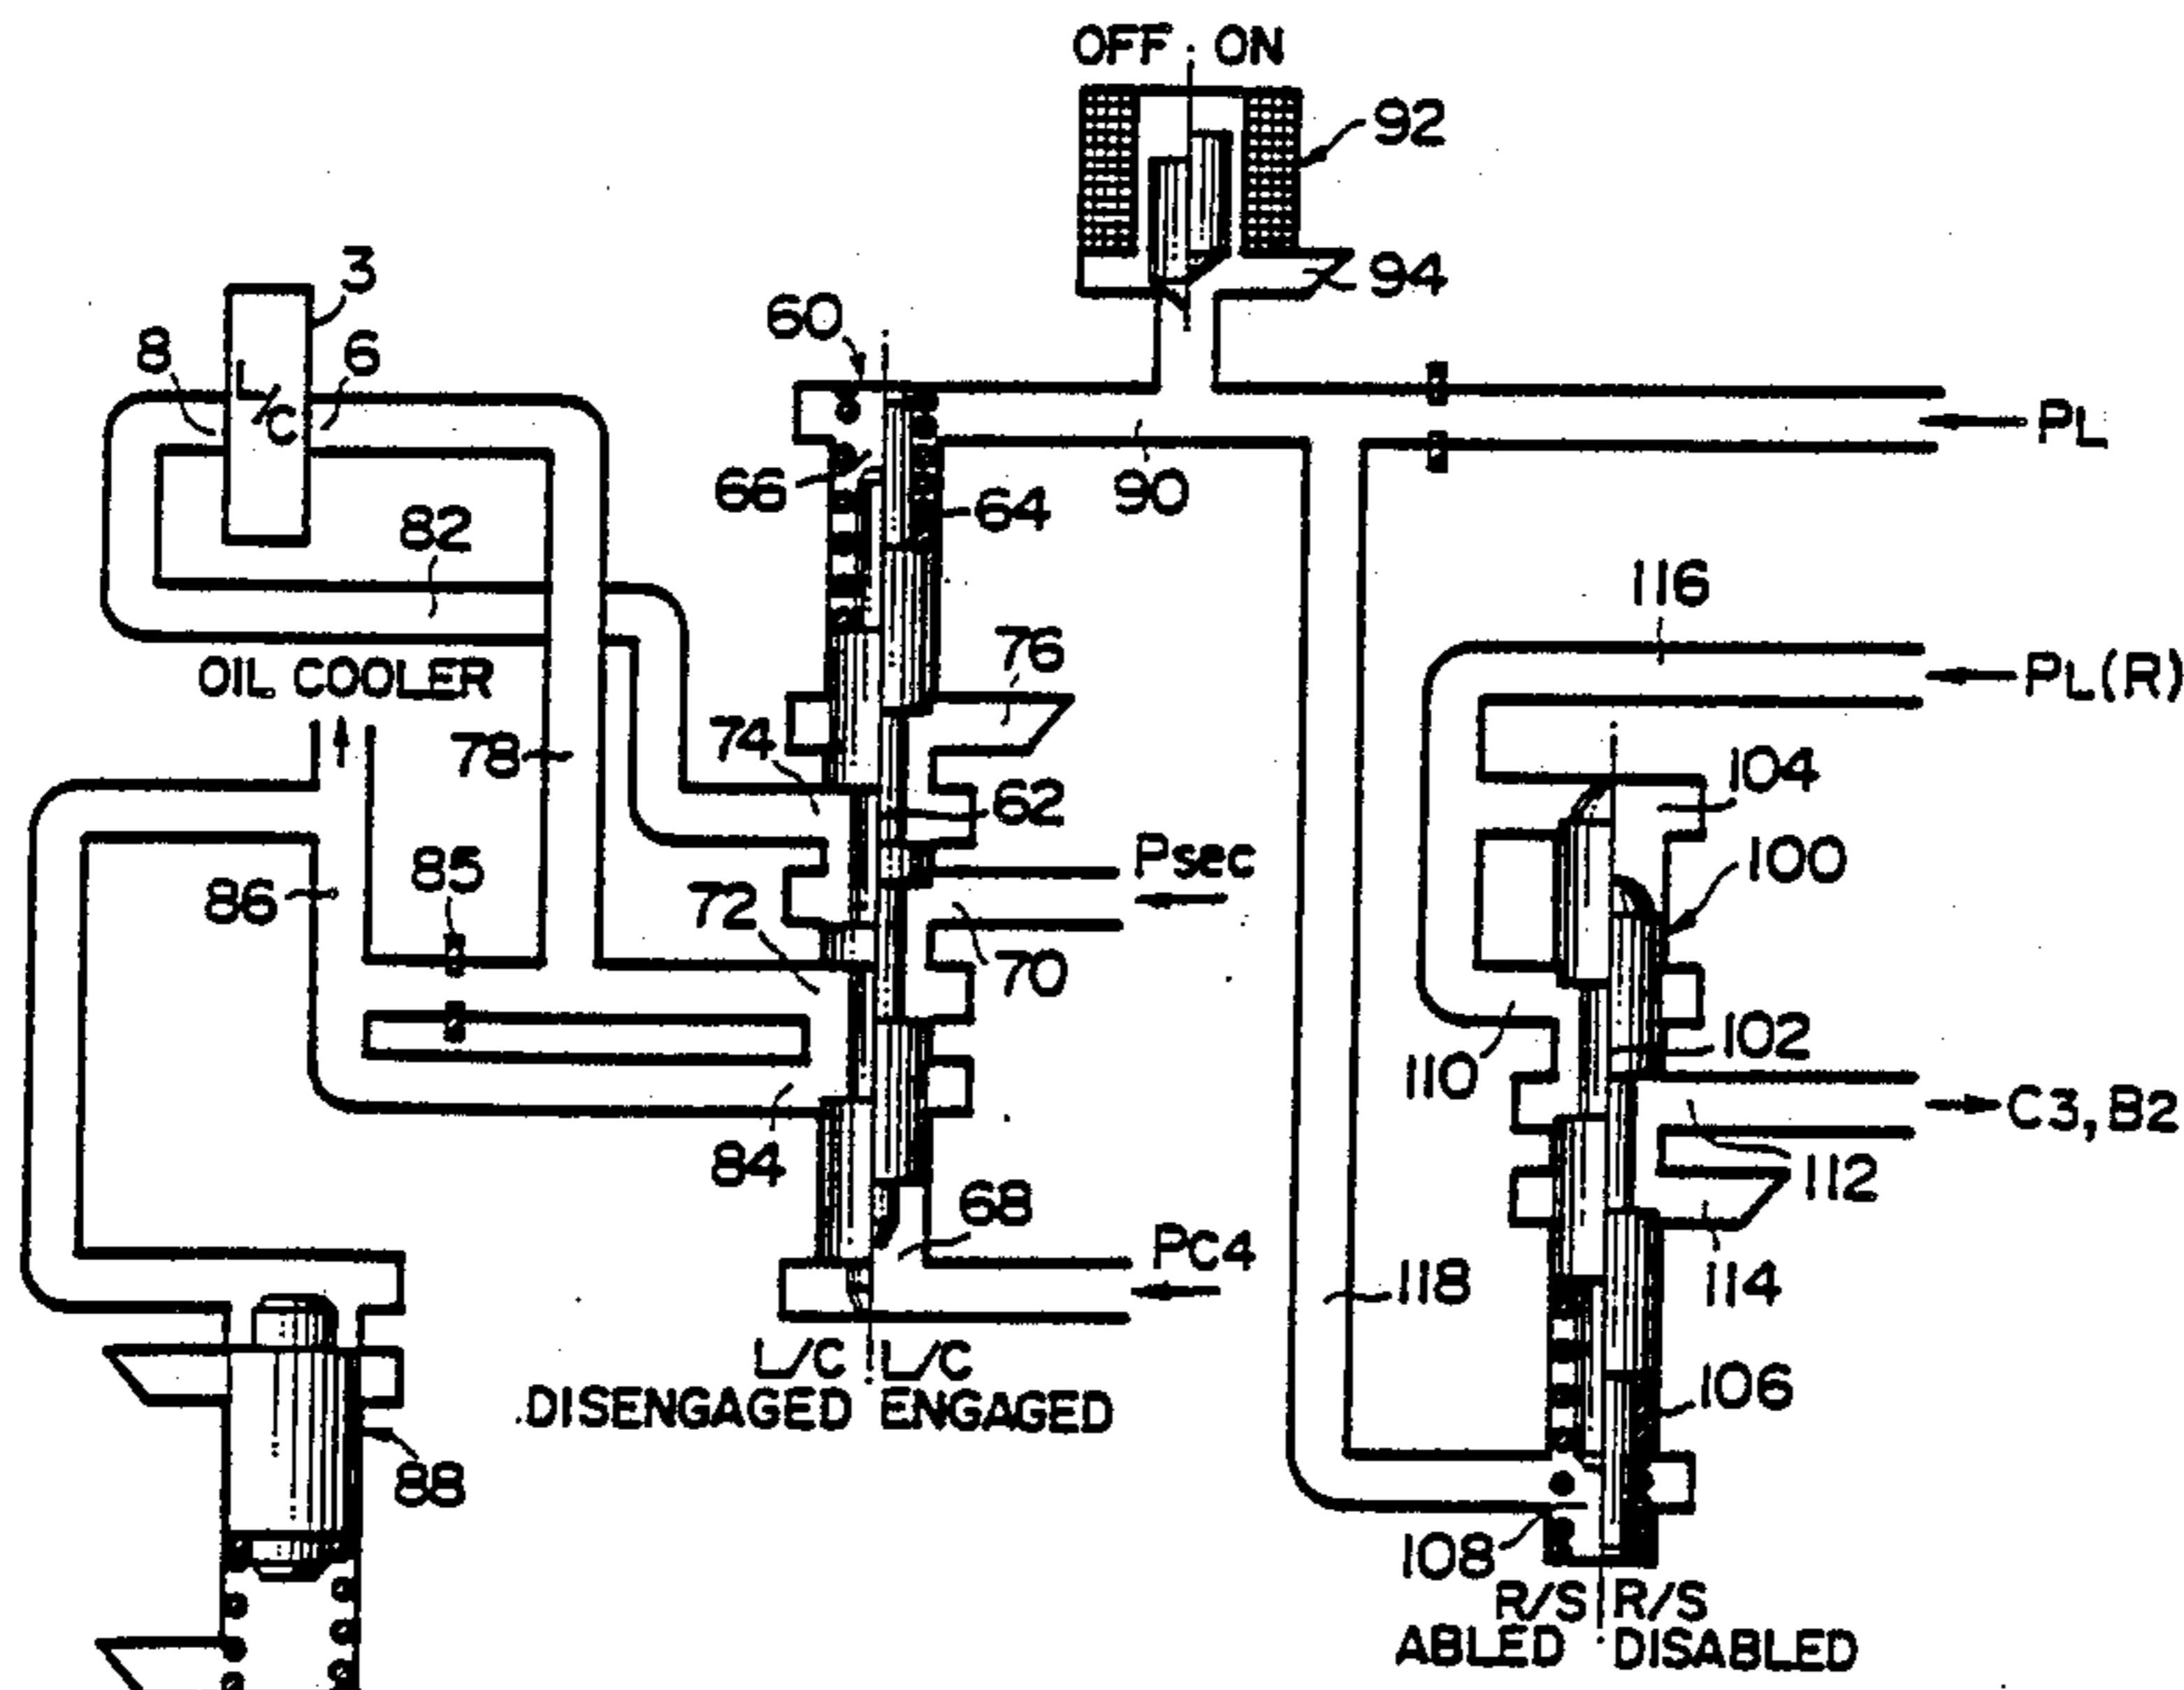 OFF ON
92
94
3
8
6
L/C
60
PL
66
64
90
82
116
76
OIL COOLER
PL(R)
74
78
104
62
85
Psec
100
86
72
70
102
110
C3, B2
84
112
68
PC4
118
114
L/C L/C
DISENGAGED ENGAGED
106
88
108
R/S R/S
ABLED DISABLED